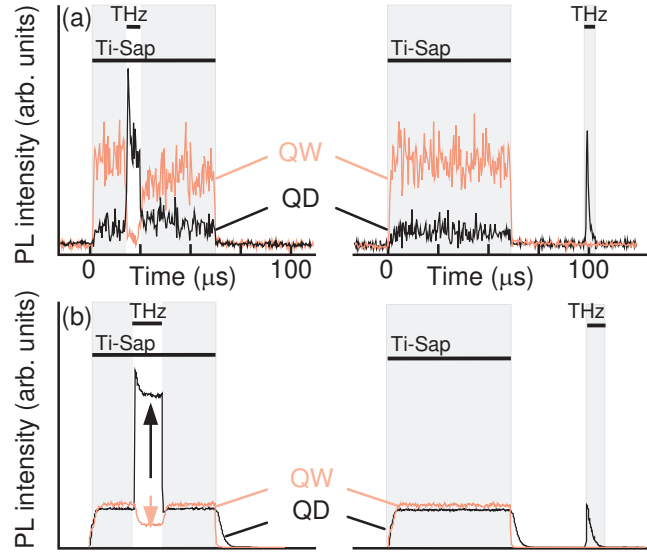 THz
THz
(a)
Ti-Sap
Ti-Sap
PL intensity (arb. units)
QW
QD
0
Time (μs)
100
0
Time (μs)
100
(b)
THz
THz
Ti-Sap
Ti-Sap
PL intensity (arb. units)
QW
QD